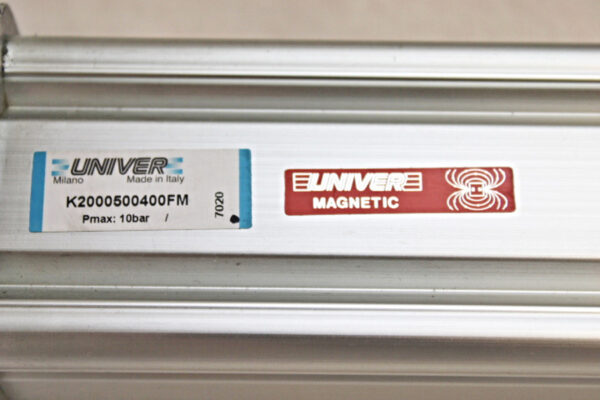 UNIVER
Milano Made in Italy
K2000500400FM
Pmax: 10bar /
7020
UNIVER
MAGNETIC